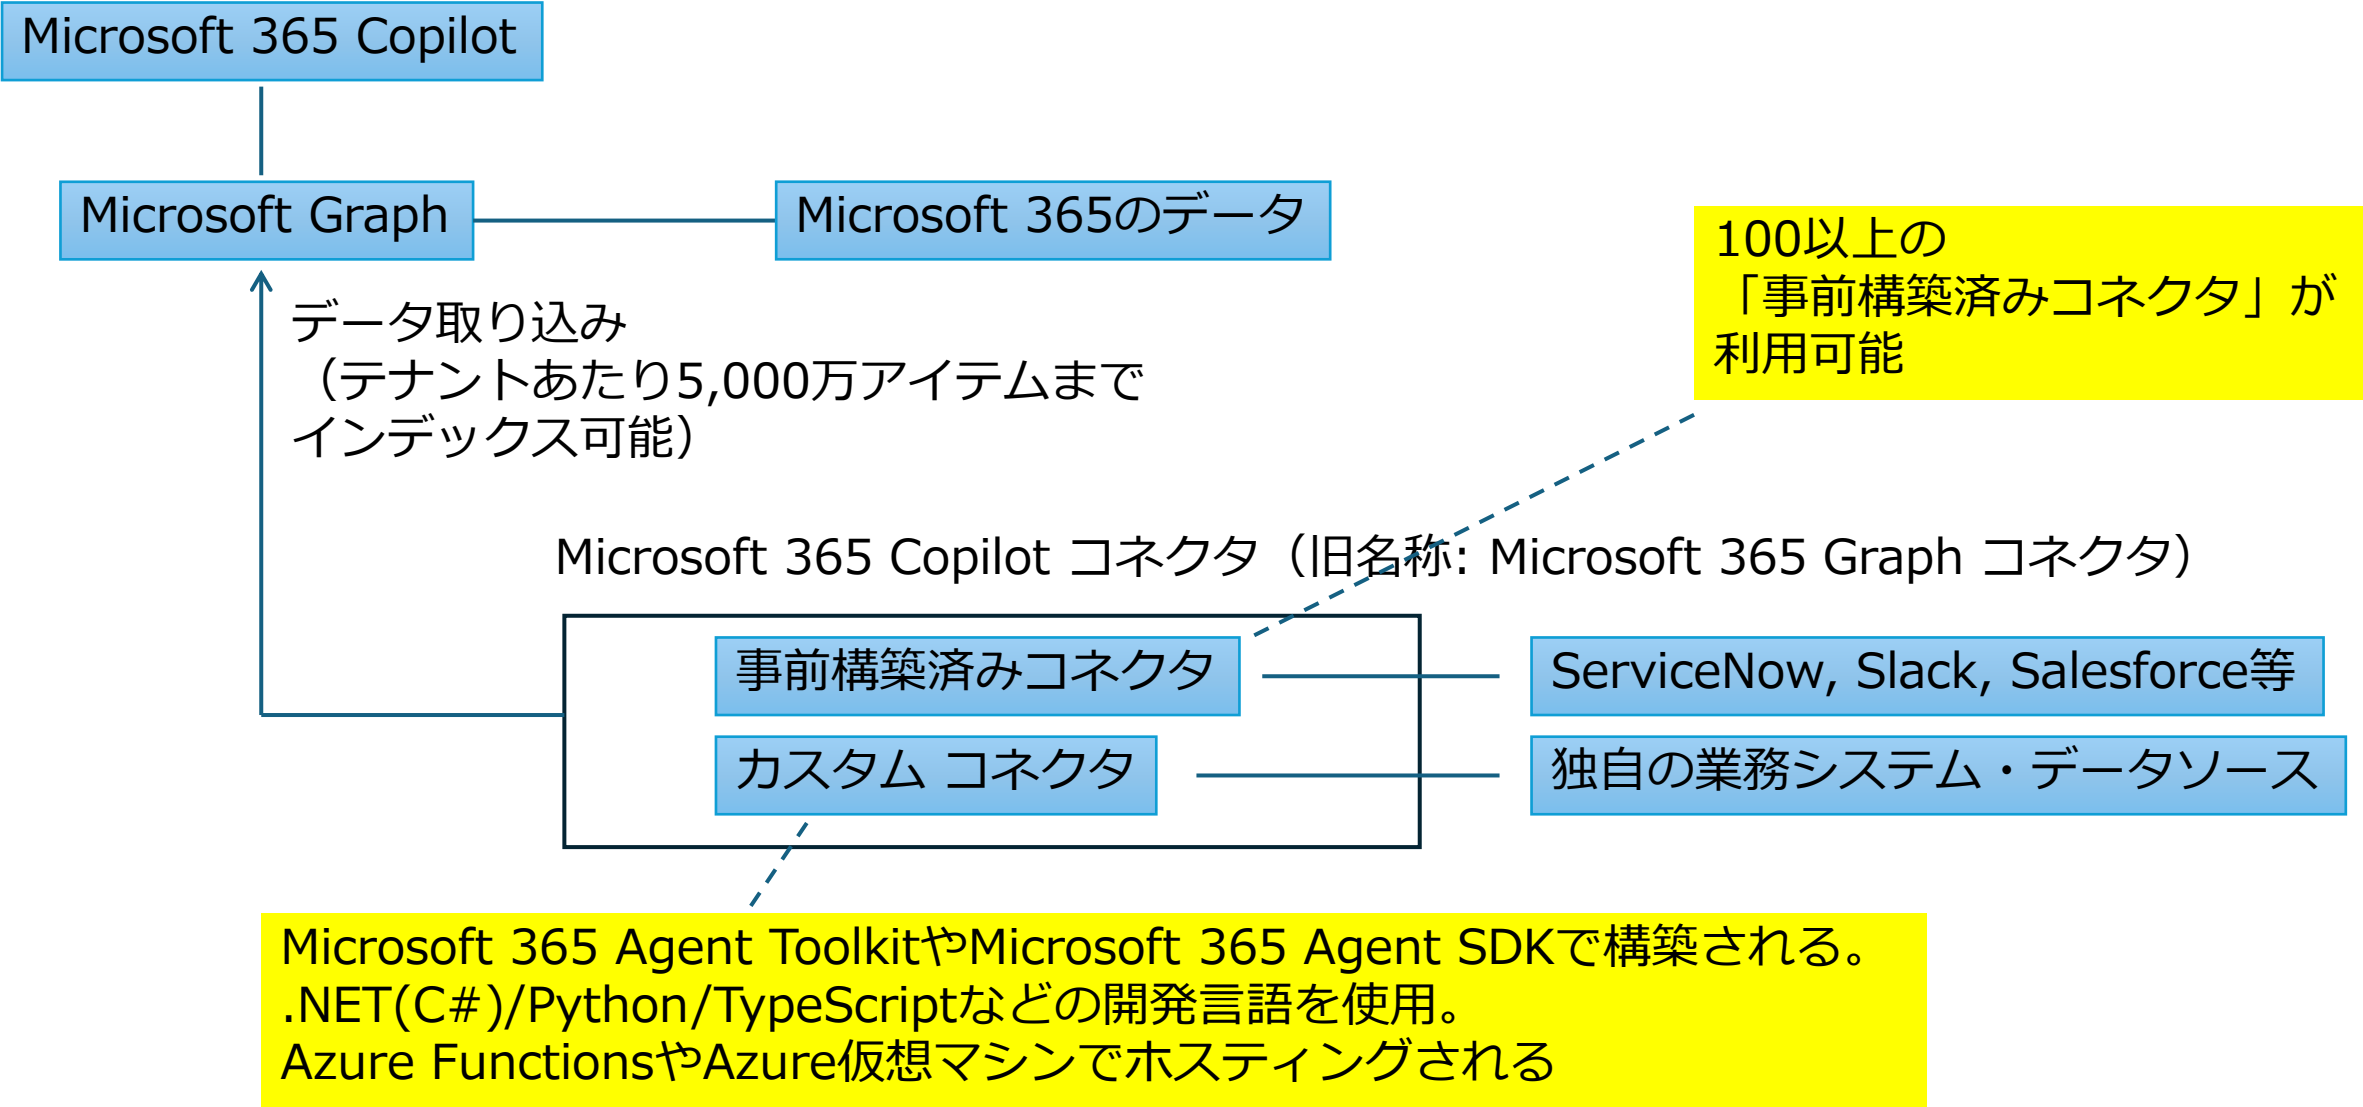 Microsoft 365 Copilot
Microsoft Graph
Microsoft 365のデータ
100以上の
「事前構築済みコネクタ」が
利用可能
データ取り込み
（テナントあたり5,000万アイテムまで
インデックス可能）
Microsoft 365 Copilot コネクタ（旧名称: Microsoft 365 Graph コネクタ）
事前構築済みコネクタ
ServiceNow, Slack, Salesforce等
カスタム コネクタ
独自の業務システム・データソース
Microsoft 365 Agent ToolkitやMicrosoft 365 Agent SDKで構築される。
.NET(C#)/Python/TypeScriptなどの開発言語を使用。
Azure FunctionsやAzure仮想マシンでホスティングされる